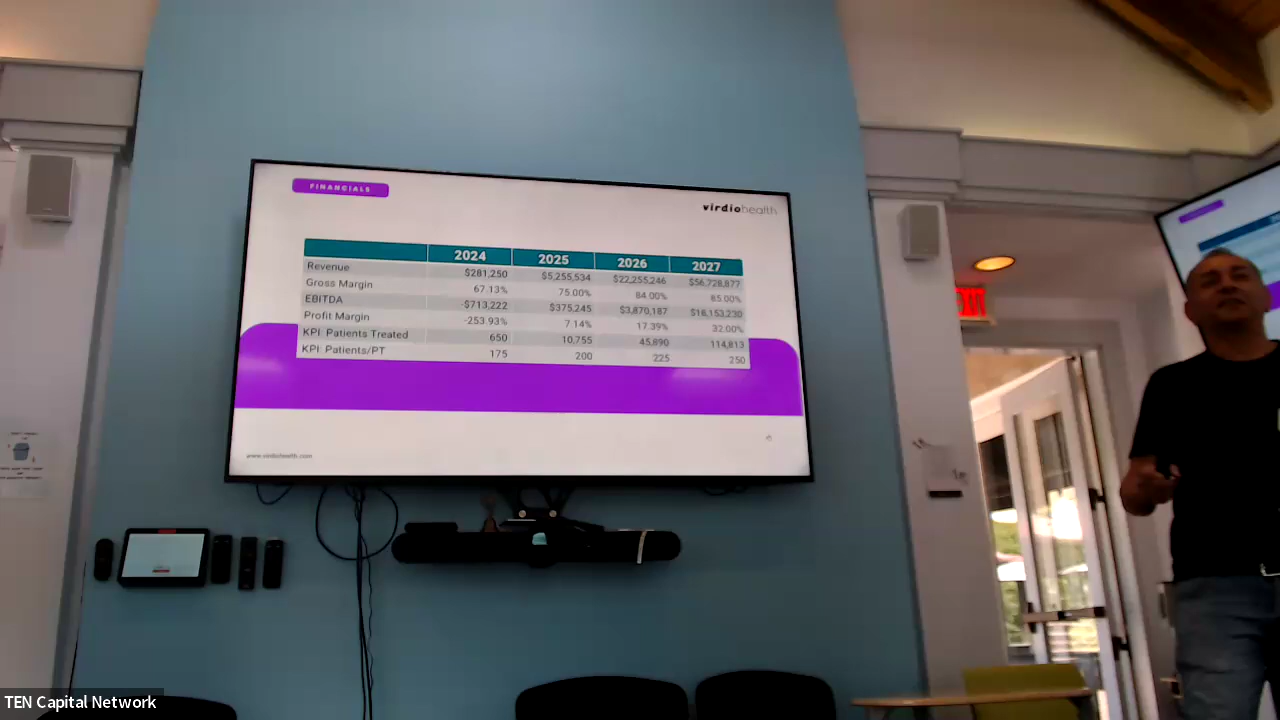 FINANCIALS
virdiohealth
2024 2025 2026 2027
Revenue $281,250 $5,255,534 $22,255,246 $56,728,877
Gross Margin 67.13% 75.00% 84.00% 85.00%
EBITDA -$713,222 $375,245 $3,870,187 $18,153,230
Profit Margin -253.93% 7.14% 17.39% 32.00%
KPI: Patients Treated 650 10,755 45,890 114,813
KPI: Patients/PT 175 200 225 250
www.virdiohealth.com
EXIT
TEN Capital Network